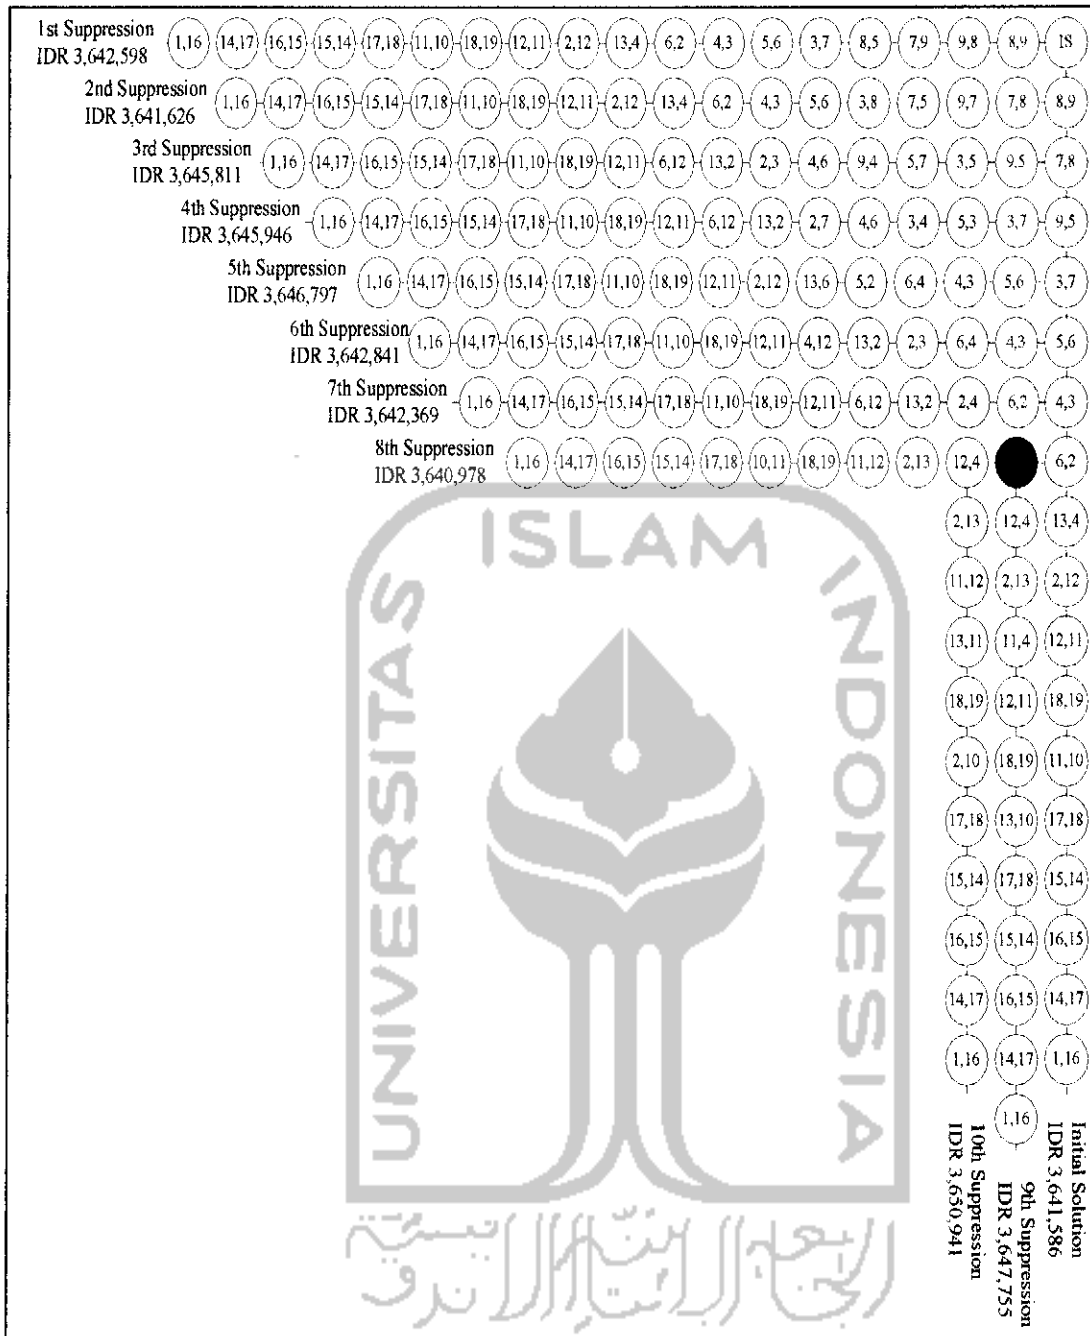 1st Suppression 1,16 14,17 16,15 15,14 17,18 11,10 18,19 12,11 2,12 13,4 6,2 4,3 5,6 3,7 8,5 7,9 9,8 8,9 IS
IDR 3,642,598
2nd Suppression 1,16 14,17 16,15 15,14 17,18 11,10 18,19 12,11 2,12 13,4 6,2 4,3 5,6 3,8 7,5 9,7 7,8 8,9
IDR 3,641,626
3rd Suppression 1,16 14,17 16,15 15,14 17,18 11,10 18,19 12,11 6,12 13,2 2,3 4,6 9,4 5,7 3,5 9,5 7,8
IDR 3,645,811
4th Suppression 1,16 14,17 16,15 15,14 17,18 11,10 18,19 12,11 6,12 13,2 2,7 4,6 3,4 5,3 3,7 9,5
IDR 3,645,946
5th Suppression 1,16 14,17 16,15 15,14 17,18 11,10 18,19 12,11 2,12 13,6 5,2 6,4 4,3 5,6 3,7
IDR 3,646,797
6th Suppression 1,16 14,17 16,15 15,14 17,18 11,10 18,19 12,11 4,12 13,2 2,3 6,4 4,3 5,6
IDR 3,642,841
7th Suppression 1,16 14,17 16,15 15,14 17,18 11,10 18,19 12,11 6,12 13,2 2,4 6,2 4,3
IDR 3,642,369
8th Suppression 1,16 14,17 16,15 15,14 17,18 10,11 18,19 11,12 2,13 12,4 6,2
IDR 3,640,978
2,13 12,4 13,4
ISLAM
11,12 2,13 2,12
13,11 11,4 12,11
18,19 12,11 18,19
2,10 18,19 11,10
17,18 13,10 17,18
15,14 17,18 15,14
16,15 15,14 16,15
14,17 16,15 14,17
1,16 14,17 1,16
1,16
UNIVERSITAS
INDONESIA
Initial Solution
IDR 3,641,586
9th Suppression
IDR 3,647,755
10th Suppression
IDR 3,650,941